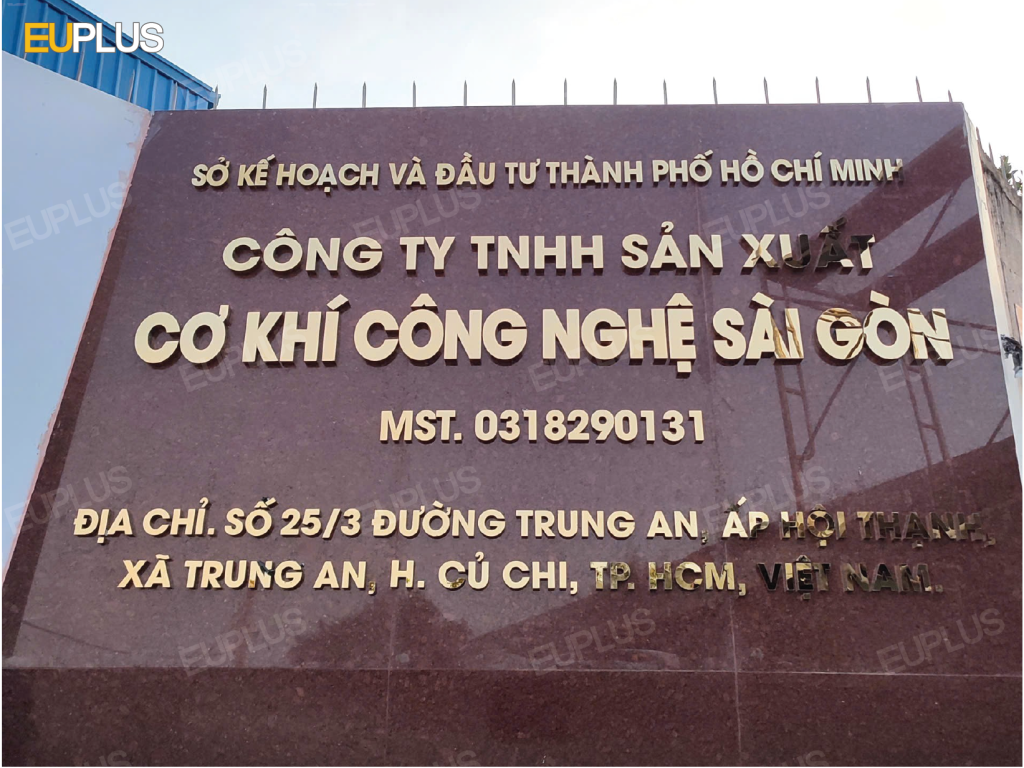 EUPLUS
SỞ KẾ HOẠCH VÀ ĐẦU TƯ THÀNH PHỐ HỒ CHÍ MINH
CÔNG TY TNHH SẢN XUẤT
CƠ KHÍ CÔNG NGHỆ SÀI GÒN
MST. 0318290131
ĐỊA CHỈ. SỐ 25/3 ĐƯỜNG TRUNG AN, ẤP HỘI THẠNH,
XÃ TRUNG AN, H. CỦ CHI, TP. HCM, VIỆT NAM.